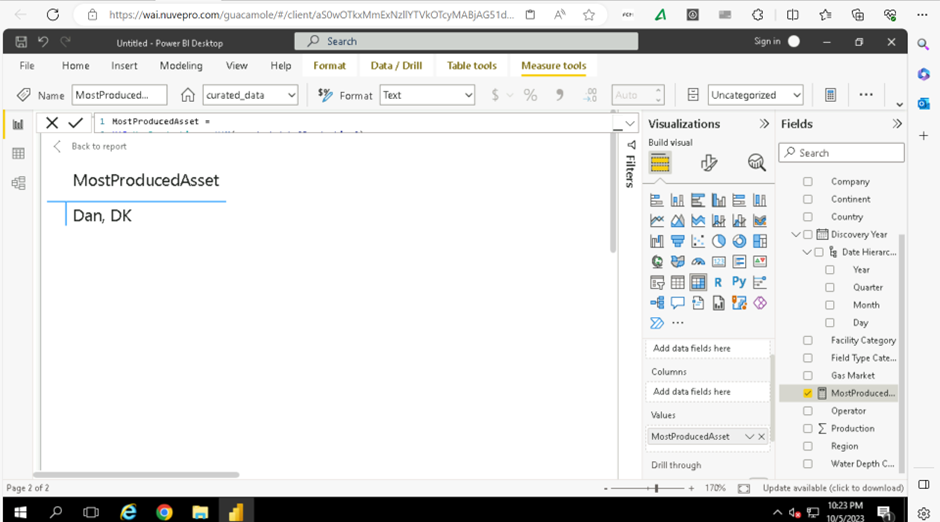 https://wai.nuvepro.com/guacamole/#/client/aS0wOTkxMmExNzllYTVkOTcyMABjAG51d...
Untitled - Power BI Desktop
Search
Sign in
File Home Insert Modeling View Help Format Data / Drill Table tools Measure tools
Name MostProduced... curated_data Format Text $ % Auto Uncategorized
1 MostProducedAsset =
Back to report
MostProducedAsset
Dan, DK
Filters
Visualizations
Build visual
Add data fields here
Columns
Add data fields here
Values
MostProducedAsset
Drill through
Fields
Search
Company
Continent
Country
Discovery Year
Date Hierarc...
Year
Quarter
Month
Day
Facility Category
Field Type Cate...
Gas Market
MostProduced...
Operator
Production
Region
Water Depth C...
Page 2 of 2
170%
Update available (click to download)
10:23 PM
10/5/2023